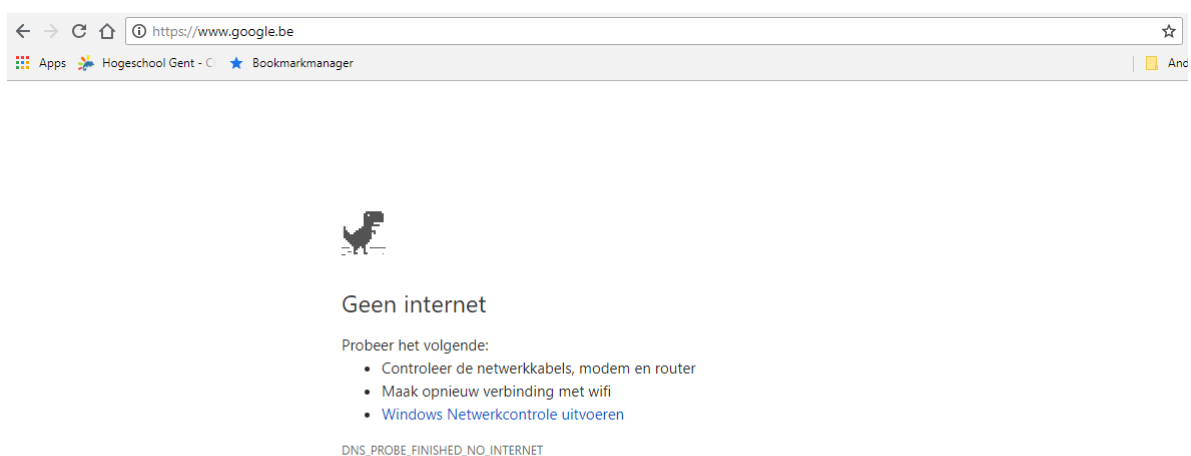 https://www.google.be
Apps Hogeschool Gent - C Bookmarkmanager And
Geen internet
Probeer het volgende:
• Controleer de netwerkkabels, modem en router
• Maak opnieuw verbinding met wifi
• Windows Netwerkcontrole uitvoeren
DNS_PROBE_FINISHED_NO_INTERNET